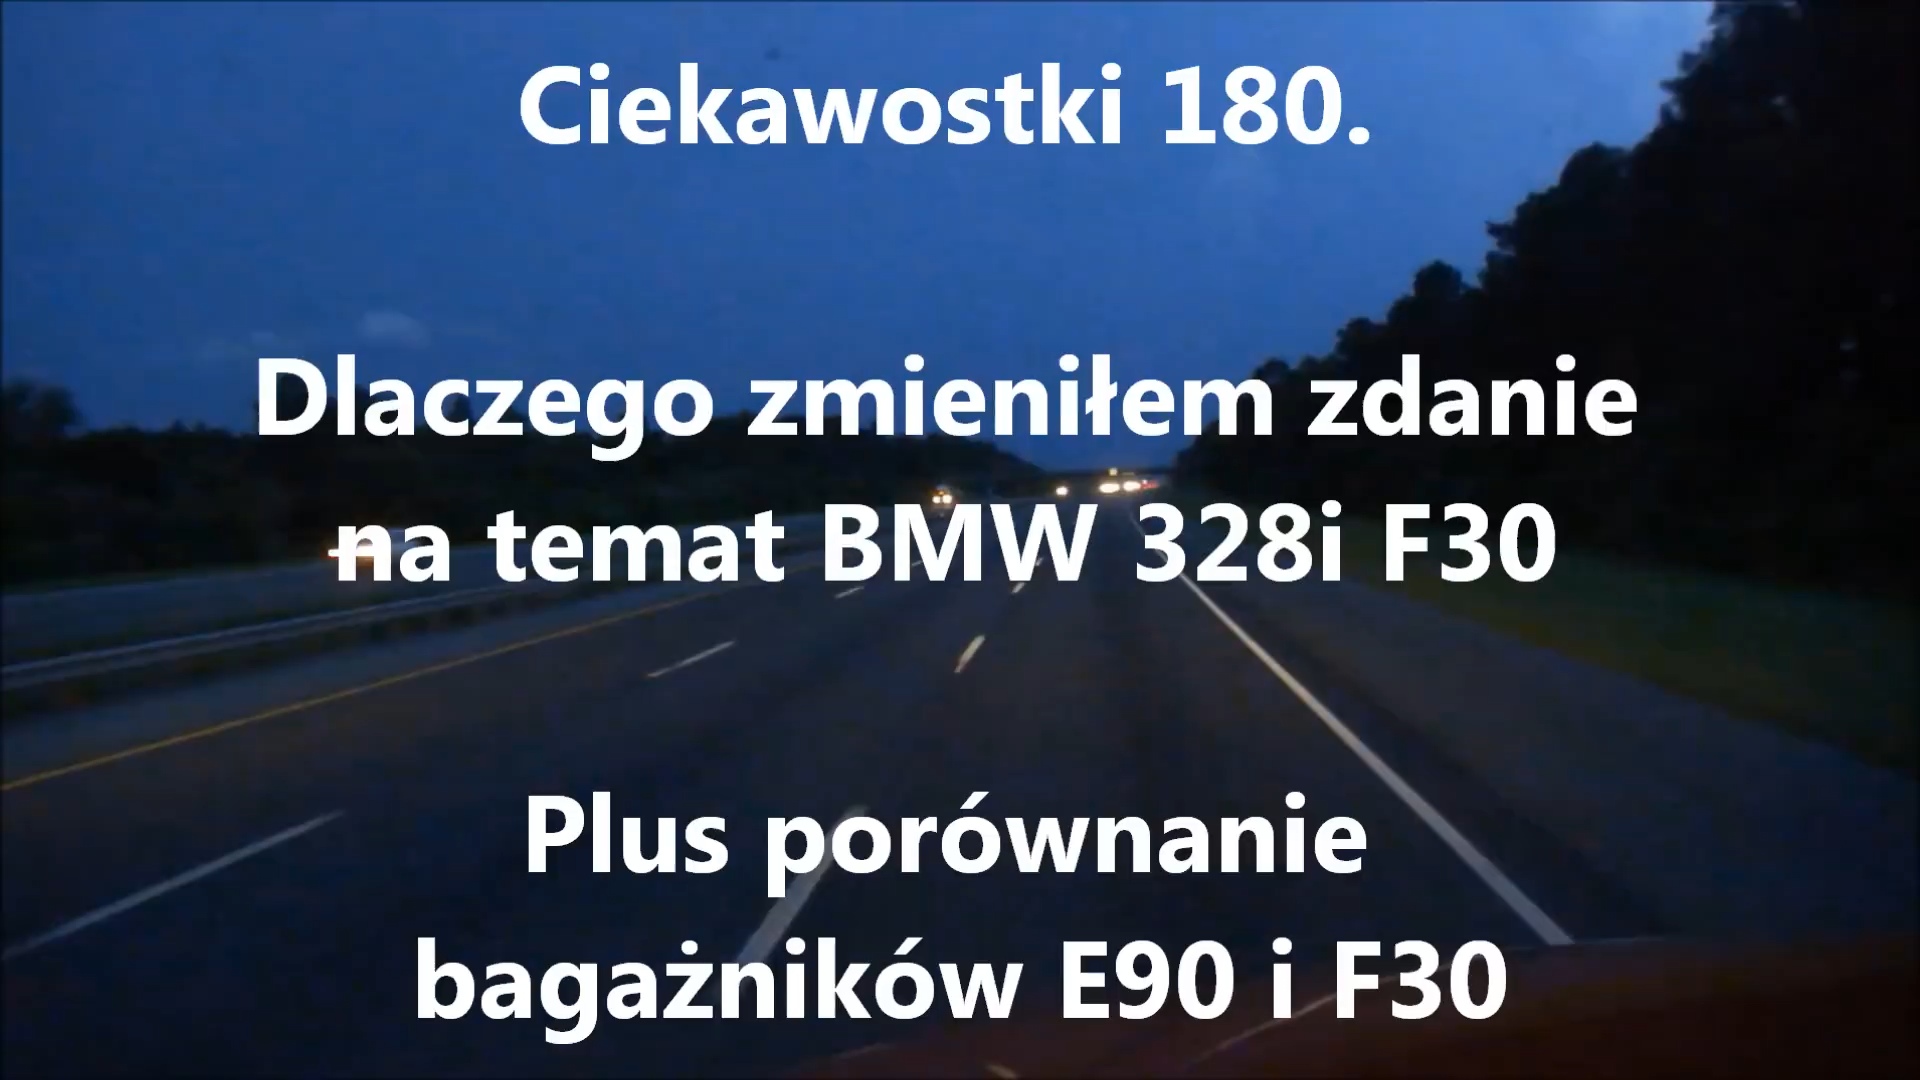 Ciekawostki 180.
Dlaczego zmieniłem zdanie
na temat BMW 328i F30
Plus porównanie
bagażników E90 i F30